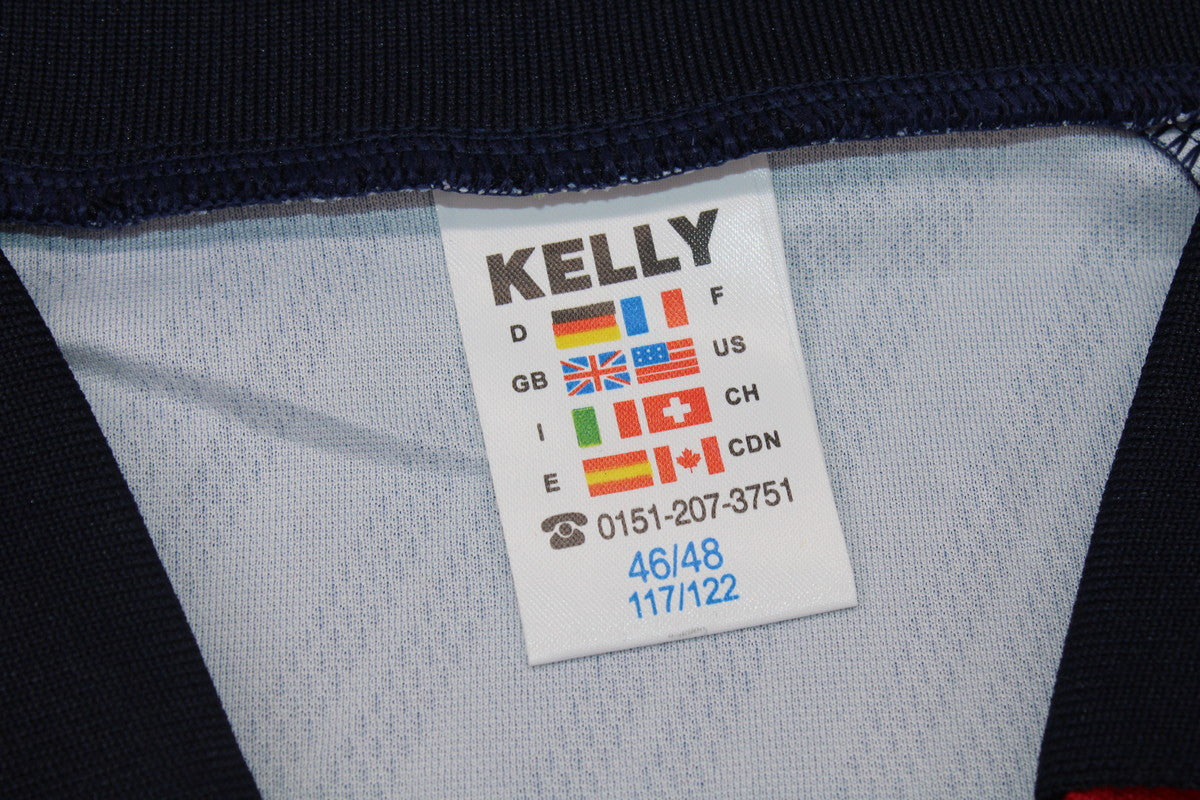 KELLY
D F
GB US
I CH
E CDN
0151-207-3751
46/48
117/122